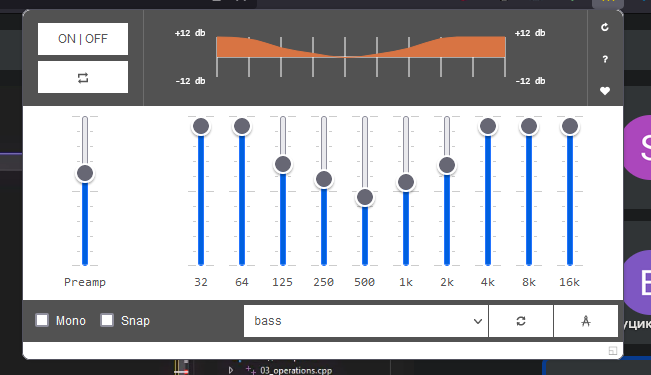 ON | OFF
+12 db
+12 db
-12 db
-12 db
?
Preamp
32
64
125
250
500
1k
2k
4k
8k
16k
Mono
Snap
bass
S
уцик
03_operations.cpp